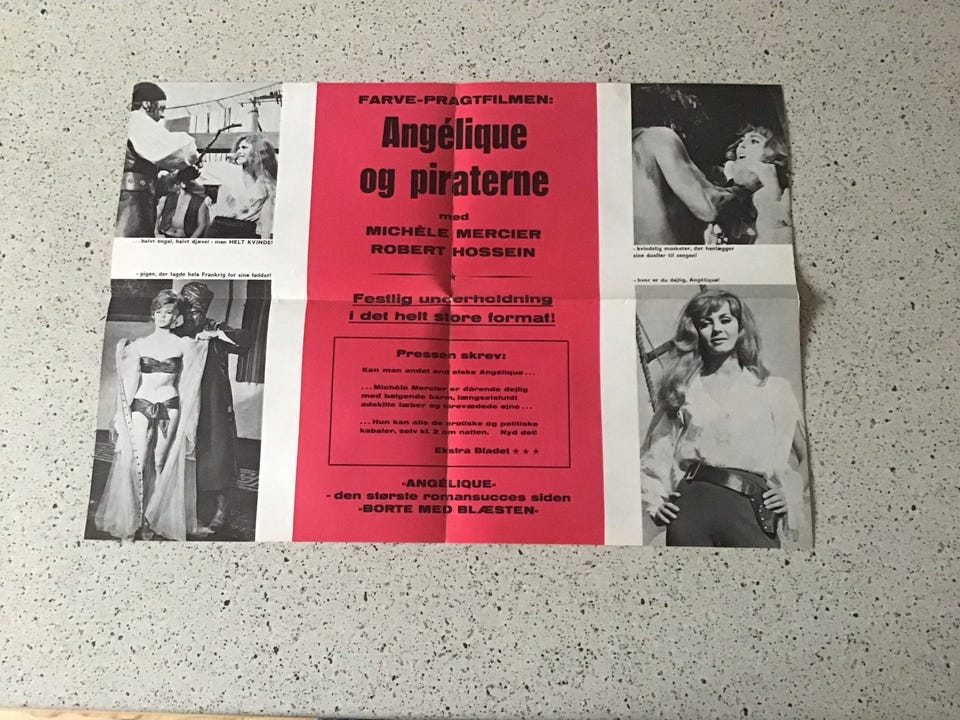 FARVE-PRAGTFILMEN:
Angélique
og piraterne
med
MICHÈLE MERCIER
ROBERT HOSSEIN
Festlig underholdning
i det helt store format!
Pressen skrev:
Kan man andet end elske Angélique...
...Michèle Mercier er dårende dejlig
med bølgende barm, længselsfuldt
adskilte læber og tårevædede øjne...
...Hun kan alle de erotiske og politiske
kabaler, selv kl. 2 om natten. Nyd det!
Ekstra Bladet ★ ★ ★
»ANGÉLIQUE«
- den største romansucces siden
»BORTE MED BLÆSTEN«
...halvt engel, halvt djævel - man HELT KVINDE!
- pigen, der lagde hele Frankrig for sine fødder!
- kvindelig musketer, der henlægger
sine dueller til sengen!
- hvor er du dejlig, Angélique!